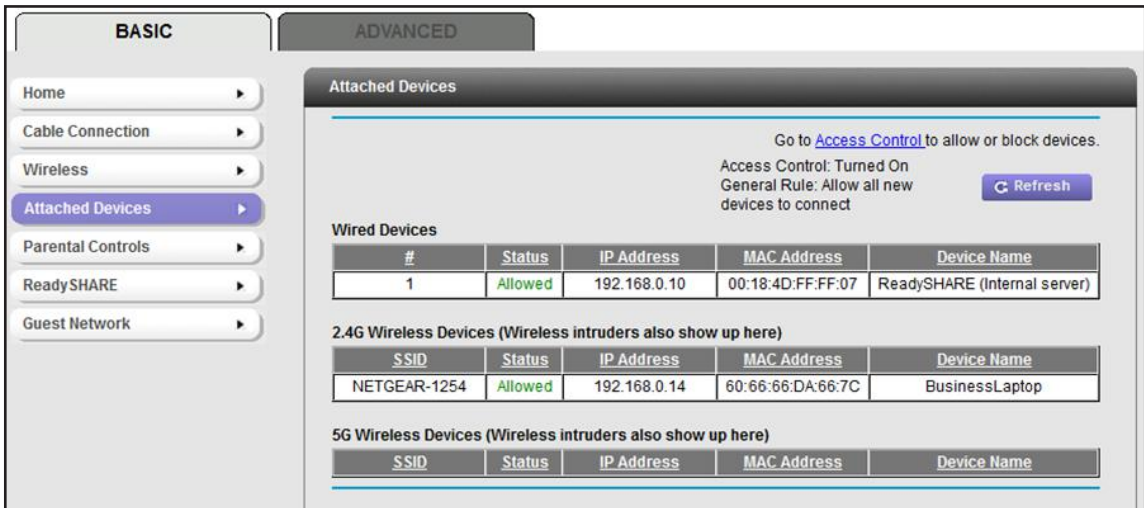 BASIC
ADVANCED
Home
Cable Connection
Wireless
Attached Devices
Parental Controls
ReadySHARE
Guest Network
Attached Devices
Go to Access Control to allow or block devices.
Access Control: Turned On
General Rule: Allow all new
devices to connect
Refresh
Wired Devices
# Status IP Address MAC Address Device Name
1 Allowed 192.168.0.10 00:18:4D:FF:FF:07 ReadySHARE (Internal server)
2.4G Wireless Devices (Wireless intruders also show up here)
SSID Status IP Address MAC Address Device Name
NETGEAR-1254 Allowed 192.168.0.14 60:66:66:DA:66:7C BusinessLaptop
5G Wireless Devices (Wireless intruders also show up here)
SSID Status IP Address MAC Address Device Name